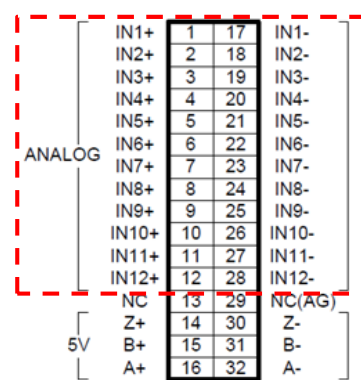 IN1+ 1 17 IN1-
IN2+ 2 18 IN2-
IN3+ 3 19 IN3-
IN4+ 4 20 IN4-
IN5+ 5 21 IN5-
IN6+ 6 22 IN6-
ANALOG
IN7+ 7 23 IN7-
IN8+ 8 24 IN8-
IN9+ 9 25 IN9-
IN10+ 10 26 IN10-
IN11+ 11 27 IN11-
IN12+ 12 28 IN12-
NC 13 29 NC(AG)
Z+ 14 30 Z-
5V B+ 15 31 B-
A+ 16 32 A-